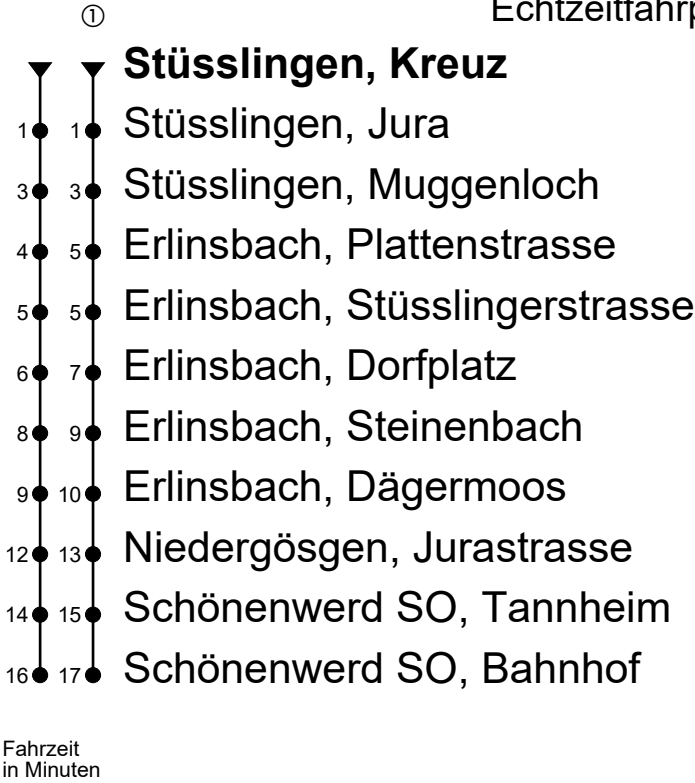 ①
Stüsslingen, Kreuz
1 1 Stüsslingen, Jura
3 3 Stüsslingen, Muggenloch
4 5 Erlinsbach, Plattenstrasse
5 5 Erlinsbach, Stüsslingerstrasse
6 7 Erlinsbach, Dorfplatz
8 9 Erlinsbach, Steinenbach
9 10 Erlinsbach, Dägermoos
12 13 Niedergösgen, Jurastrasse
14 15 Schönenwerd SO, Tannheim
16 17 Schönenwerd SO, Bahnhof
Fahrzeit
in Minuten